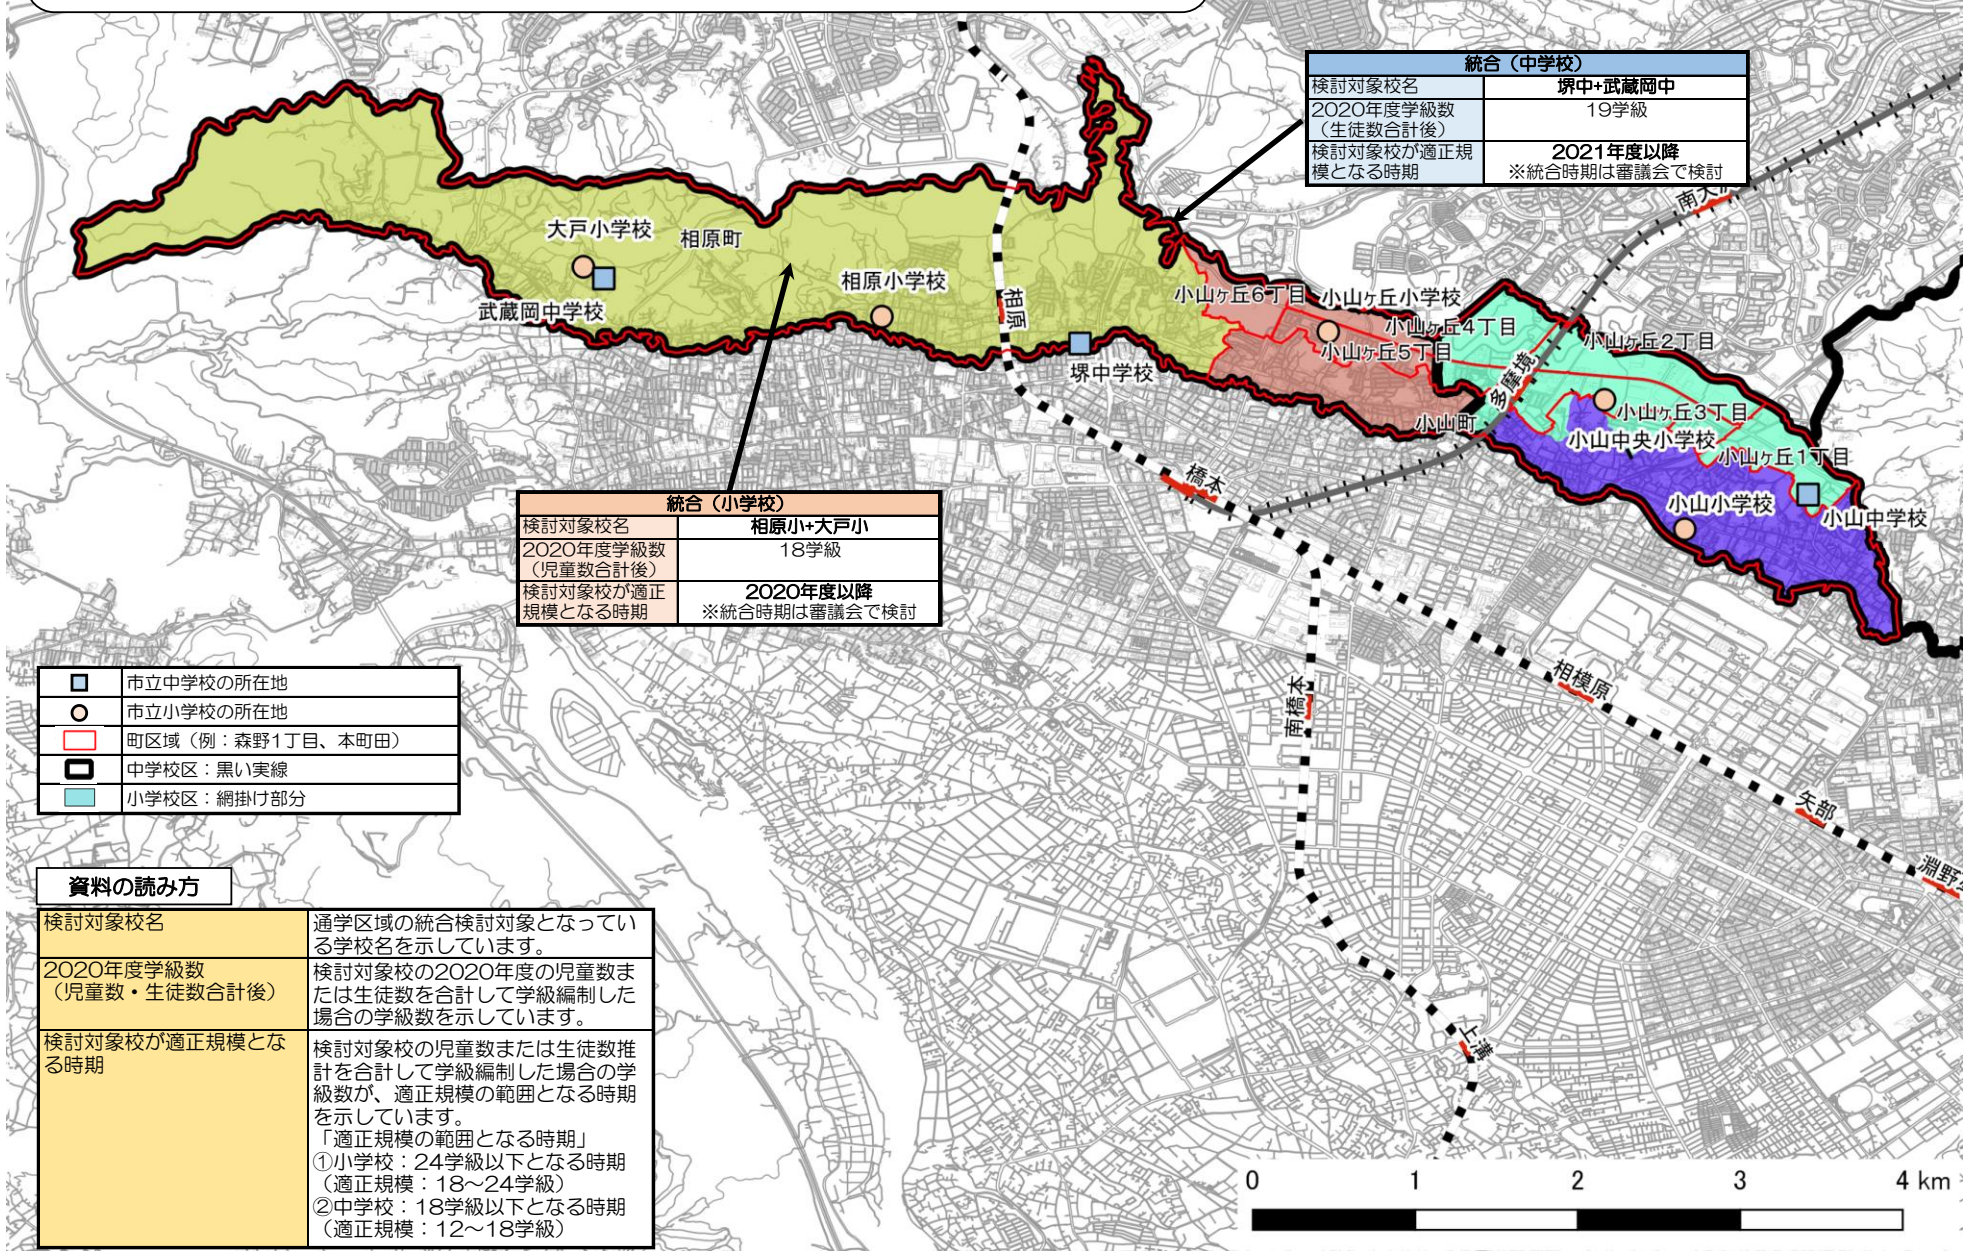 統合（中学校）
検討対象校名
堺中+武蔵岡中
2020年度学級数
（生徒数合計後）
19学級
検討対象校が適正規
模となる時期
2021年度以降
※統合時期は審議会で検討
大戸小学校
相原町
武蔵岡中学校
相原小学校
相原
堺中学校
小山ヶ丘6丁目
小山ヶ丘小学校
小山ヶ丘4丁目
小山ヶ丘5丁目
小山ヶ丘2丁目
多摩境
小山町
小山ヶ丘3丁目
小山中央小学校
小山ヶ丘1丁目
小山小学校
小山中学校
橋本
南橋本
相模原
矢部
淵野
上溝
統合（小学校）
検討対象校名
相原小+大戸小
2020年度学級数
（児童数合計後）
18学級
検討対象校が適正
規模となる時期
2020年度以降
※統合時期は審議会で検討
市立中学校の所在地
市立小学校の所在地
町区域（例：森野1丁目、本町田）
中学校区：黒い実線
小学校区：網掛け部分
資料の読み方
検討対象校名
通学区域の統合検討対象となってい
る学校名を示しています。
2020年度学級数
（児童数・生徒数合計後）
検討対象校の2020年度の児童数ま
たは生徒数を合計して学級編制した
場合の学級数を示しています。
検討対象校が適正規模とな
る時期
検討対象校の児童数または生徒数推
計を合計して学級編制した場合の学
級数が、適正規模の範囲となる時期
を示しています。
「適正規模の範囲となる時期」
①小学校：24学級以下となる時期
（適正規模：18～24学級）
②中学校：18学級以下となる時期
（適正規模：12～18学級）
0 1 2 3 4 km